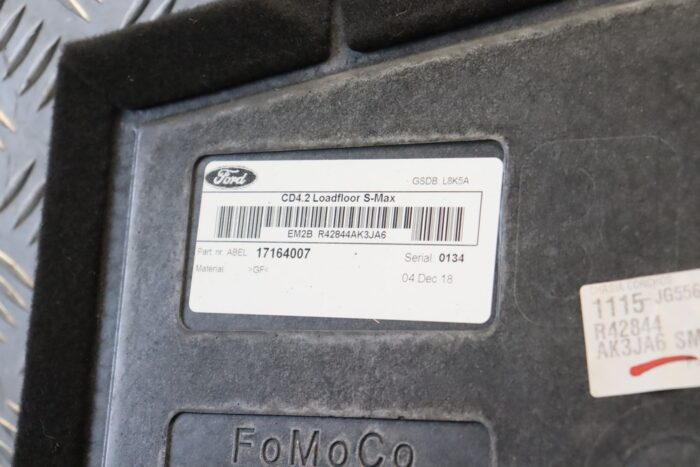 Ford
GSDB L8K5A
CD4.2 Loadfloor S-Max
EM2B R42844AK3JA6
Part nr ABEL 17164007
Serial: 0134
Material: >GF<
04 Dec 18
1115-JG556
R42844
AK3JA6 SM
FoMoCo